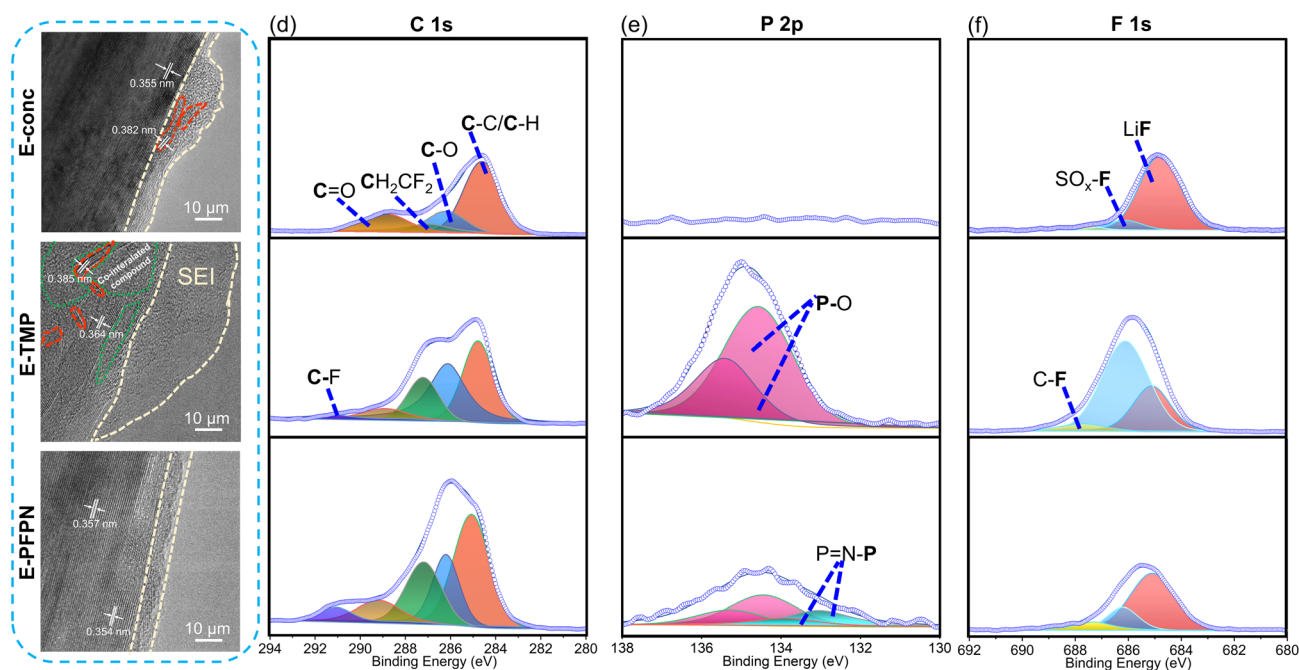 E-conc
0.355 nm
0.382 nm
10 µm
E-TMP
0.385 nm
Co-interalated
compound
SEI
0.364 nm
10 µm
E-PFPN
0.357 nm
0.354 nm
10 µm
(d)
C 1s
C=O
CH₂CF₂
C-O
C-C/C-H
C-F
294 292 290 288 286 284 282 280
Binding Energy (eV)
(e)
P 2p
P-O
P=N-P
138 136 134 132 130
Binding Energy (eV)
(f)
F 1s
SOₓ-F
LiF
C-F
692 690 688 686 684 682 680
Binding Energy (eV)